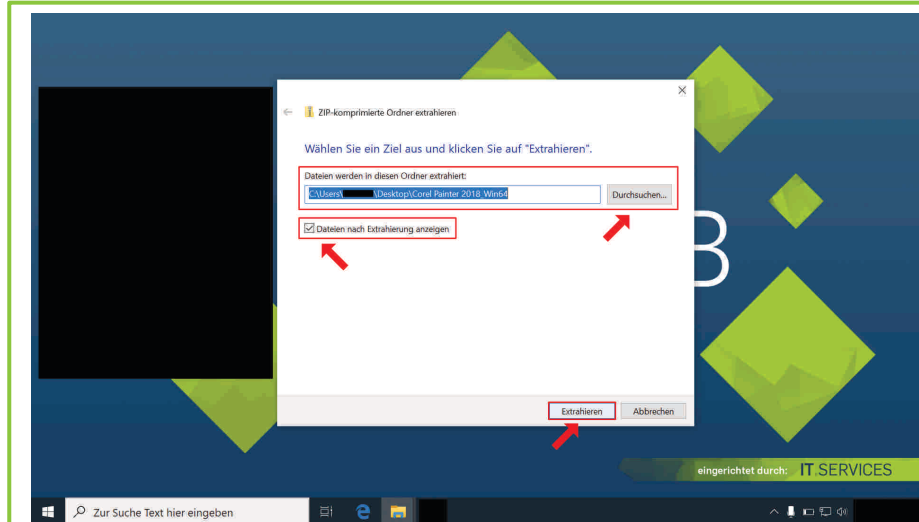 ZIP-komprimierte Ordner extrahieren
Wählen Sie ein Ziel aus und klicken Sie auf "Extrahieren".
Dateien werden in diesen Ordner extrahiert:
C:\Users\ \Desktop\Corel Painter 2018_Win64
Durchsuchen...
Dateien nach Extrahierung anzeigen
B
Extrahieren Abbrechen
eingerichtet durch: IT.SERVICES
Zur Suche Text hier eingeben